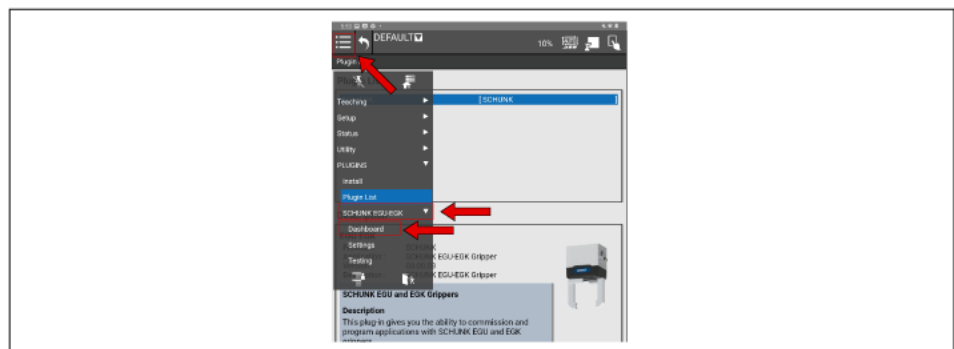 DEFAULT
10%
Plugin
Teaching
[SCHUNK ]
Setup
Status
Utility
PLUGINS
Install
Plugin List
SCHUNK EGU-EGK
Dashboard
Settings
SCHUNK EGU-EGK Gripper
Testing
SCHUNK EGU-EGK Gripper
SCHUNK EGU and EGK Grippers
Description
This plug-in gives you the ability to commission and
program applications with SCHUNK EGU and EGK